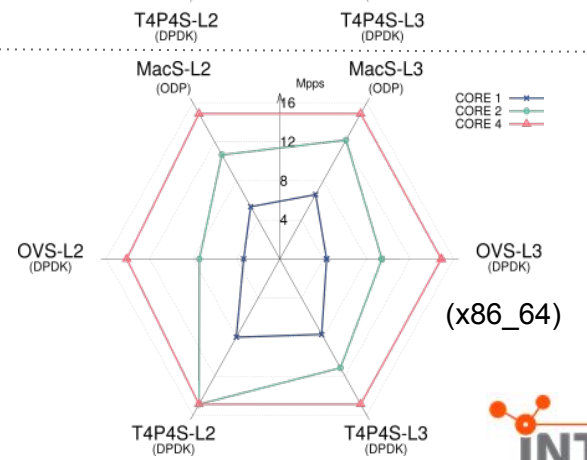 T4P4S-L2 T4P4S-L3
(DPDK) (DPDK)
MacS-L2 Mpps MacS-L3
(ODP) (ODP)
16
CORE 1
CORE 2
CORE 4
12
8
4
OVS-L2 OVS-L3
(DPDK) (DPDK)
(x86_64)
T4P4S-L2 T4P4S-L3
(DPDK) (DPDK)
INT